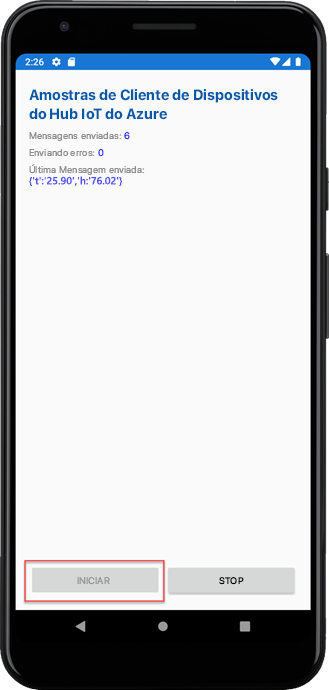 2:26
Amostras de Cliente de Dispositivos
do Hub IoT do Azure
Mensagens enviadas: 6
Enviando erros: 0
Última Mensagem enviada:
{'t':'25.90','h:'76.02'}
INICIAR
STOP